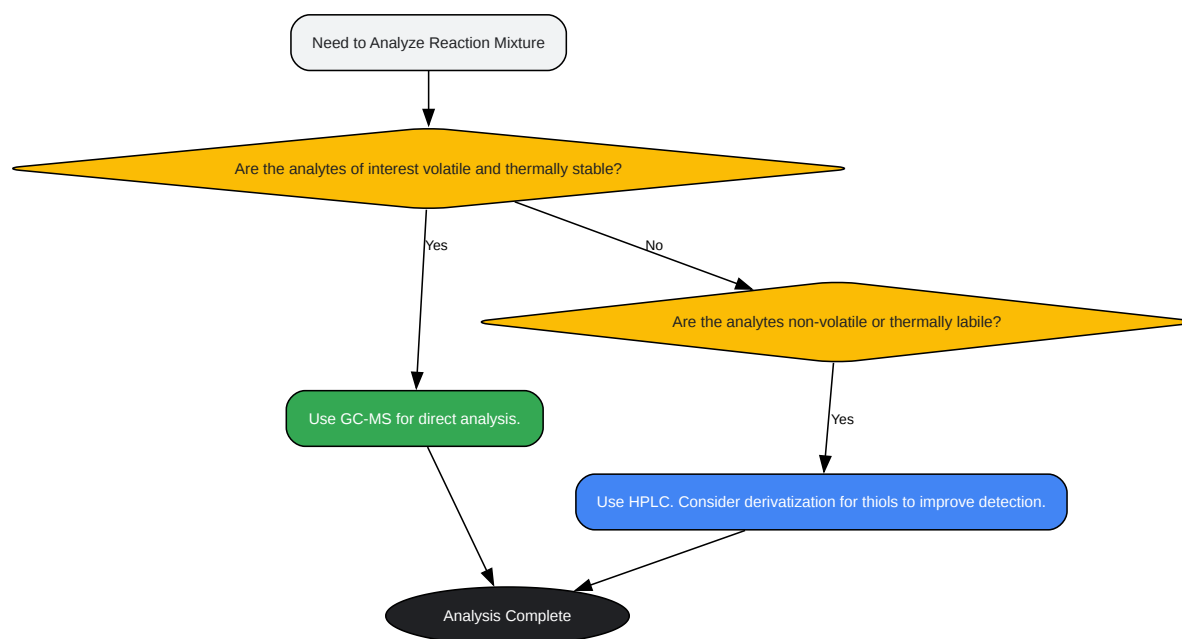 Need to Analyze Reaction Mixture
Are the analytes of interest volatile and thermally stable?
Yes
No
Are the analytes non-volatile or thermally labile?
Use GC-MS for direct analysis.
Yes
Use HPLC. Consider derivatization for thiols to improve detection.
Analysis Complete